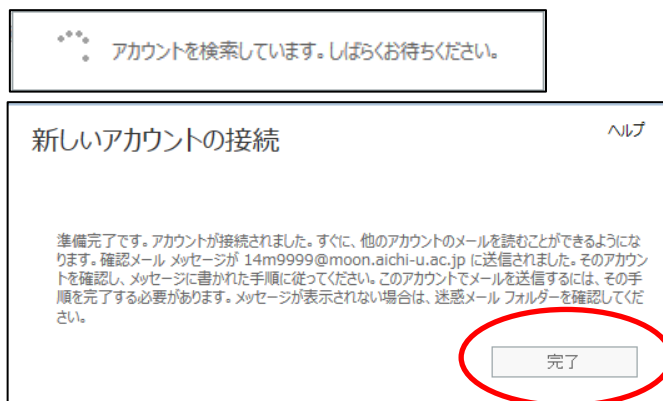 アカウントを検索しています。しばらくお待ちください。
新しいアカウントの接続
ヘルプ
準備完了です。アカウントが接続されました。すぐに、他のアカウントのメールを読むことができるようにな
ります。確認メール メッセージが 14m9999@moon.aichi-u.ac.jp に送信されました。そのアカウン
トを確認し、メッセージに書かれた手順に従ってください。このアカウントでメールを送信するには、その手
順を完了する必要があります。メッセージが表示されない場合は、迷惑メール フォルダーを確認してくだ
さい。
完了